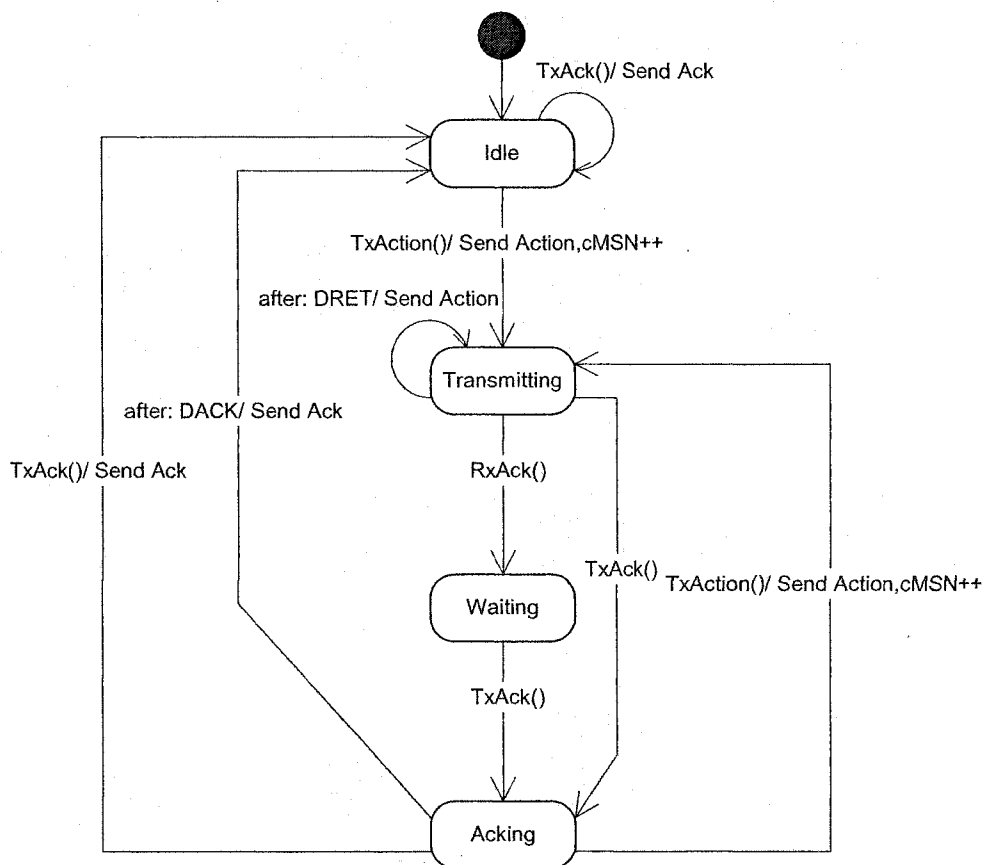 TxAck()/ Send Ack
Idle
TxAction()/ Send Action,cMSN++
after: DRET/ Send Action
Transmitting
after: DACK/ Send Ack
TxAck()/ Send Ack
RxAck()
TxAck()
TxAction()/ Send Action,cMSN++
Waiting
TxAck()
Acking